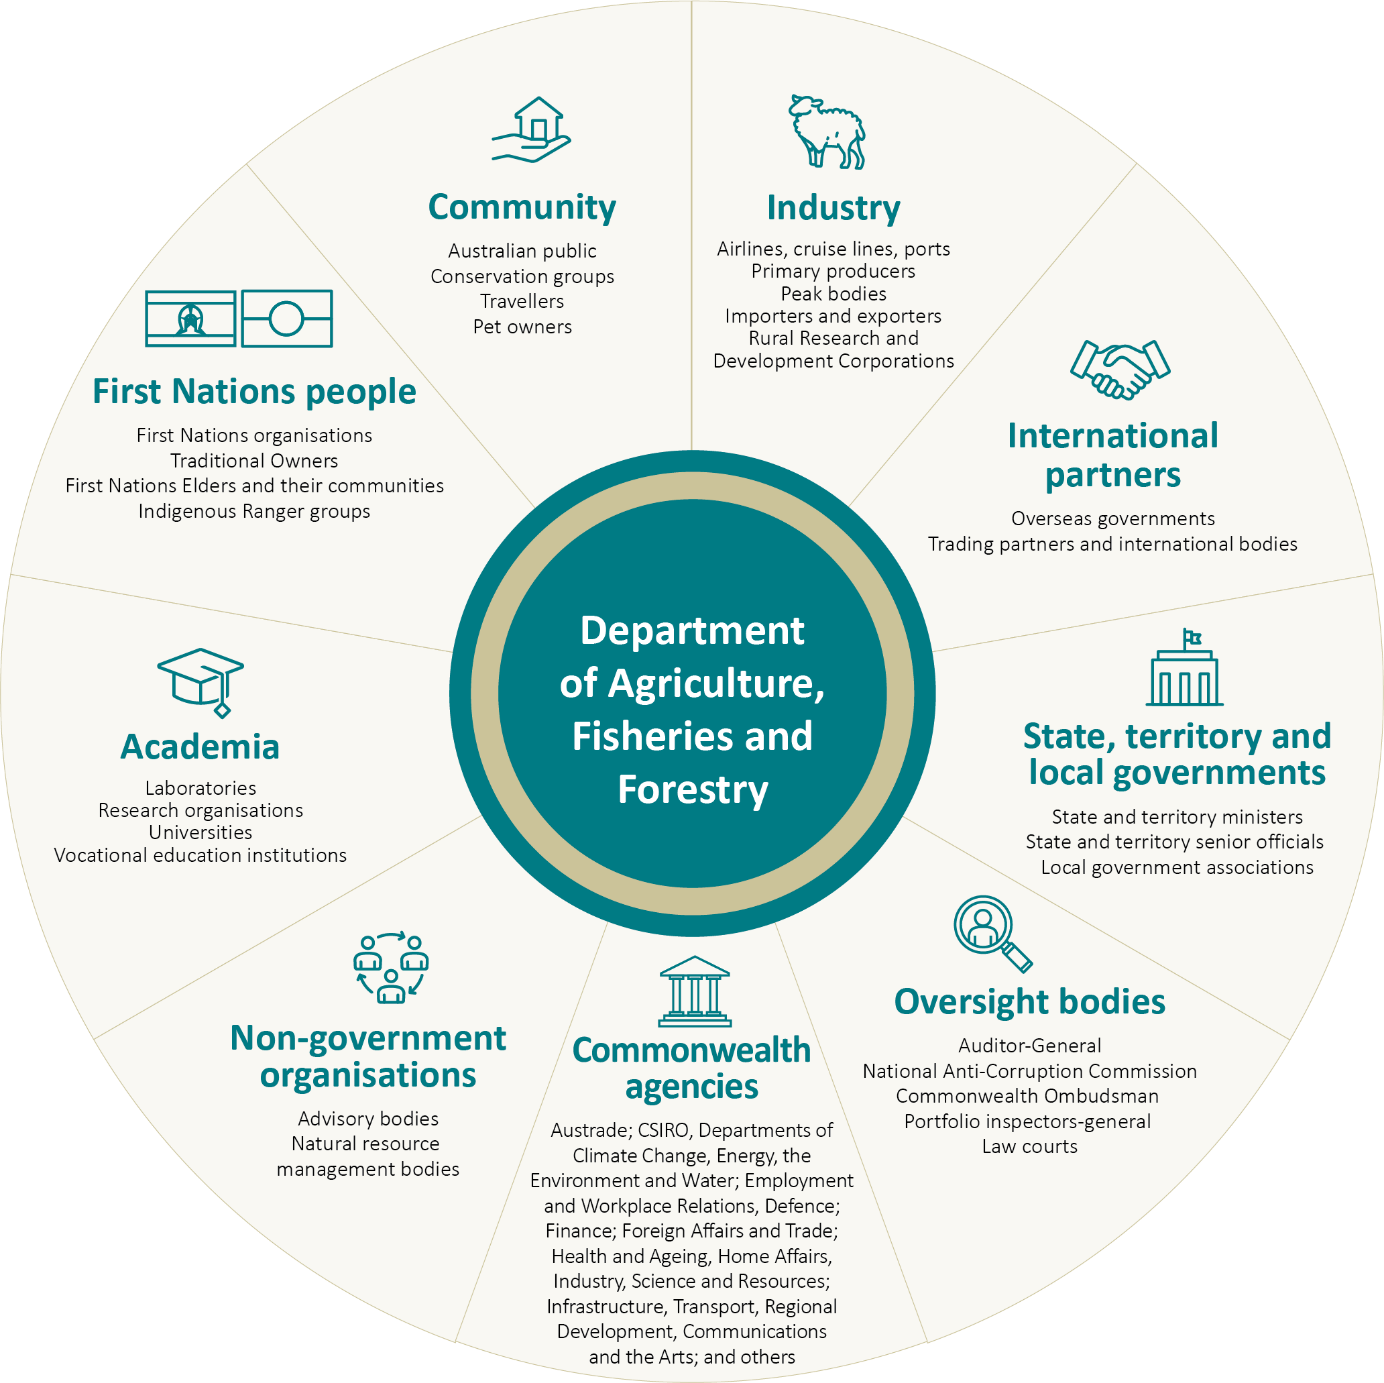 Community
Australian public
Conservation groups
Travellers
Pet owners
Industry
Airlines, cruise lines, ports
Primary producers
Peak bodies
Importers and exporters
Rural Research and
Development Corporations
International
partners
Overseas governments
Trading partners and international bodies
State, territory and
local governments
State and territory ministers
State and territory senior officials
Local government associations
Oversight bodies
Auditor-General
National Anti-Corruption Commission
Commonwealth Ombudsman
Portfolio inspectors-general
Law courts
Commonwealth
agencies
Austrade; CSIRO, Departments of
Climate Change, Energy, the
Environment and Water; Employment
and Workplace Relations, Defence;
Finance; Foreign Affairs and Trade;
Health and Ageing, Home Affairs,
Industry, Science and Resources;
Infrastructure, Transport, Regional
Development, Communications
and the Arts; and others
Non-government
organisations
Advisory bodies
Natural resource
management bodies
Academia
Laboratories
Research organisations
Universities
Vocational education institutions
First Nations people
First Nations organisations
Traditional Owners
First Nations Elders and their communities
Indigenous Ranger groups
Department
of Agriculture,
Fisheries and
Forestry